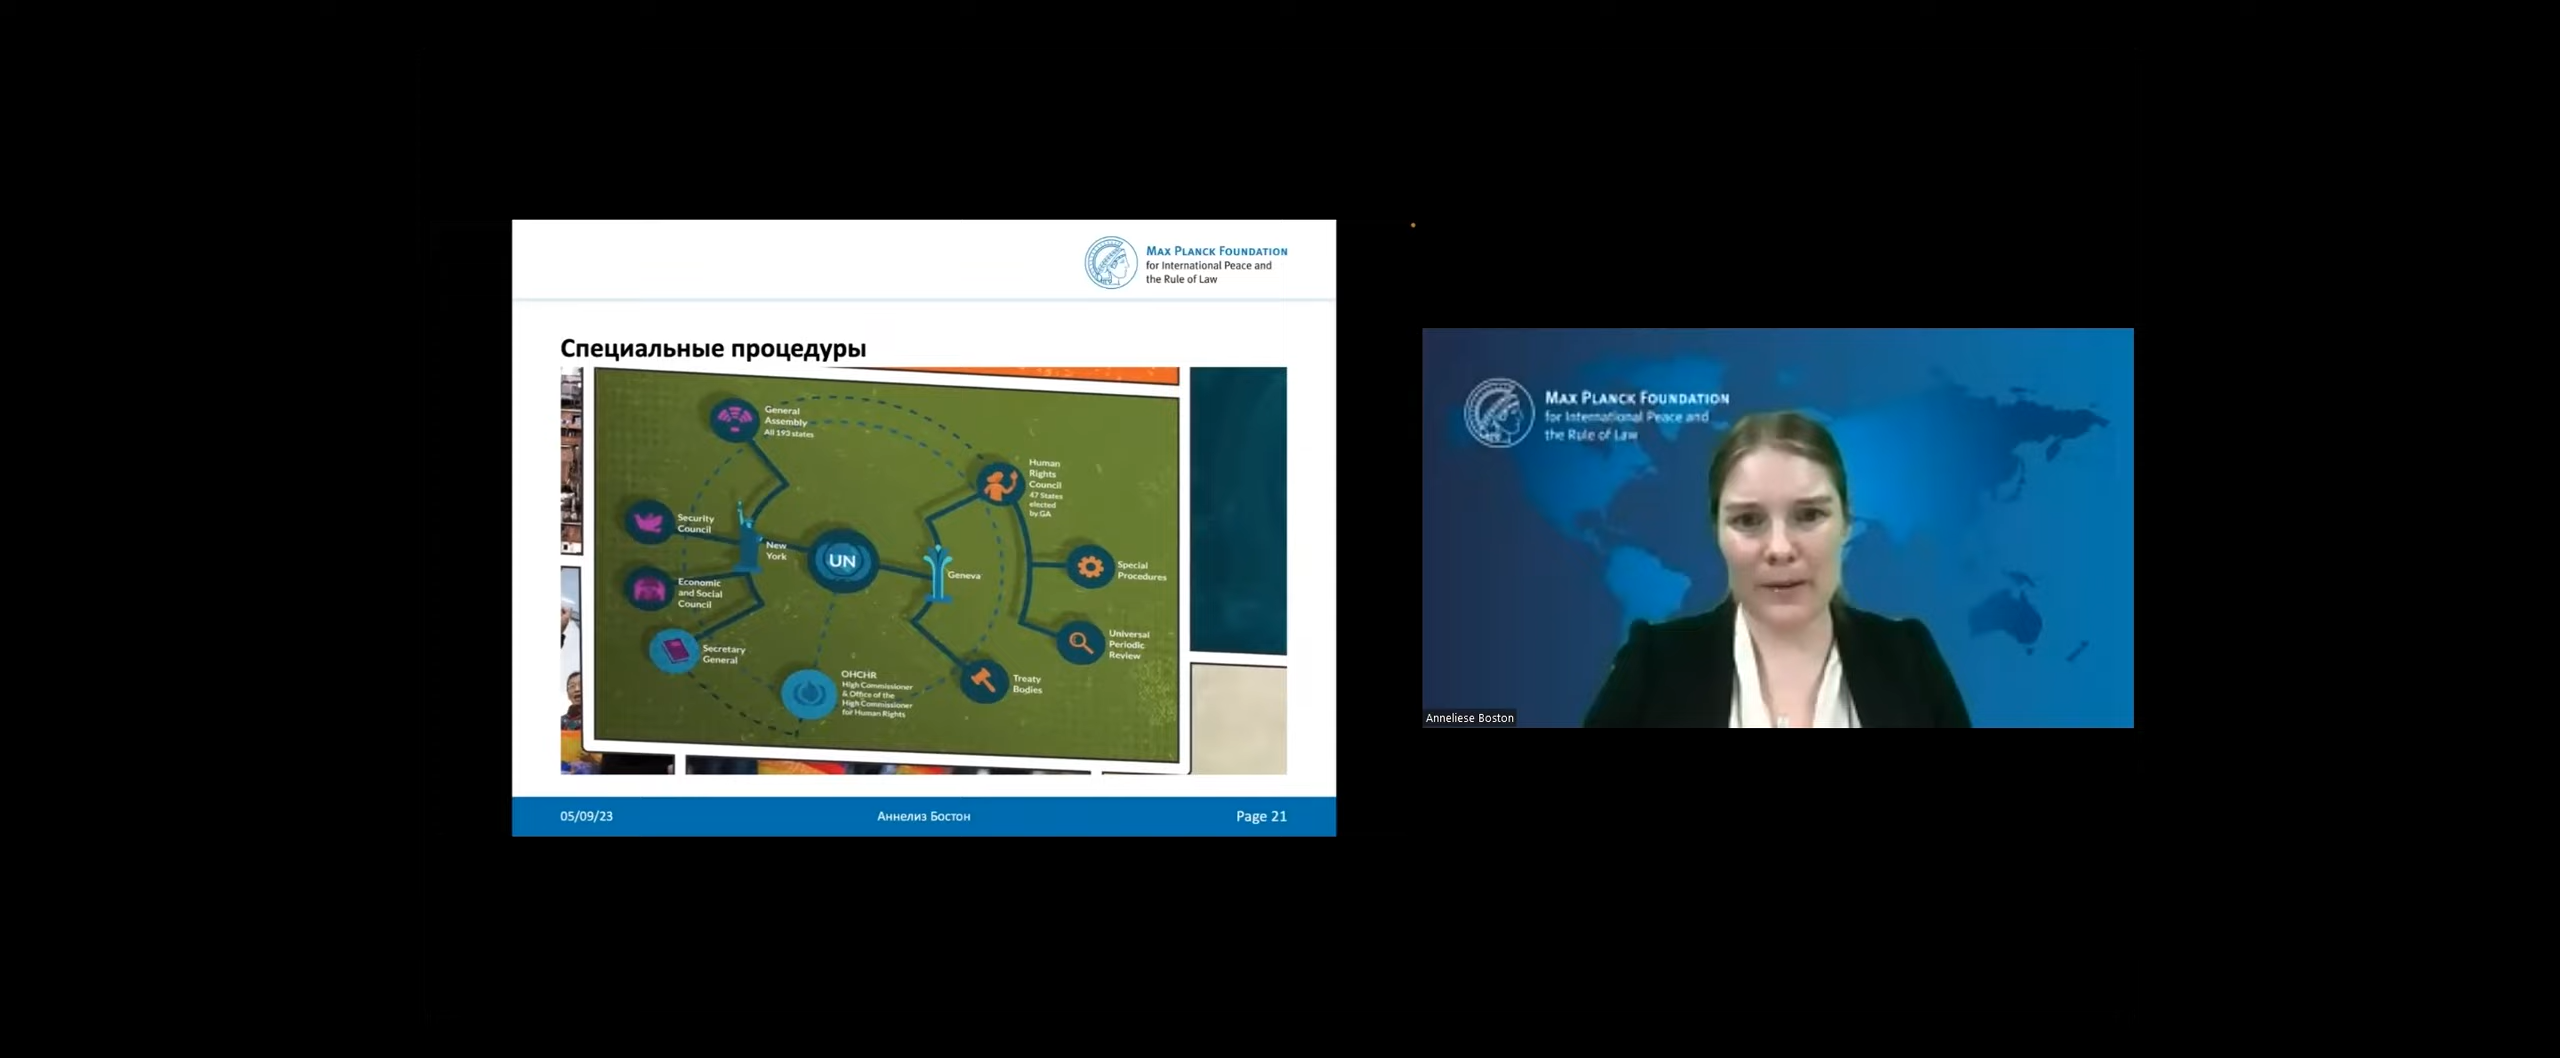 MAX PLANCK FOUNDATION
for International Peace and
the Rule of Law
Специальные процедуры
General
Assembly
All 193 states
Human
Rights
Council
47 States
elected
by GA
Security
Council
New
York
UN
Geneva
Special
Procedures
Economic
and Social
Council
Secretary
General
Universal
Periodic
Review
OHCHR
High Commissioner
& Office of the
High Commissioner
for Human Rights
Treaty
Bodies
05/09/23
Аннелиз Бостон
Page 21
MAX PLANCK FOUNDATION
for International Peace and
the Rule of Law
Anneliese Boston